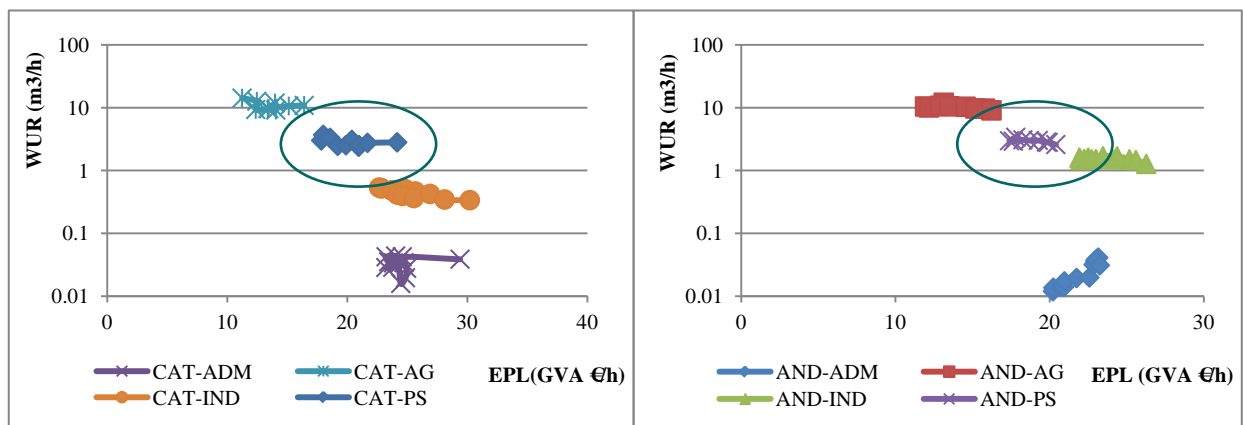 WUR (m3/h)
100
10
1
0.1
0.01
0
10
20
30
40
EPL(GVA €/h)
CAT-ADM
CAT-AG
CAT-IND
CAT-PS
WUR (m3/h)
100
10
1
0.1
0.01
0
10
20
30
EPL (GVA €/h)
AND-ADM
AND-AG
AND-IND
AND-PS